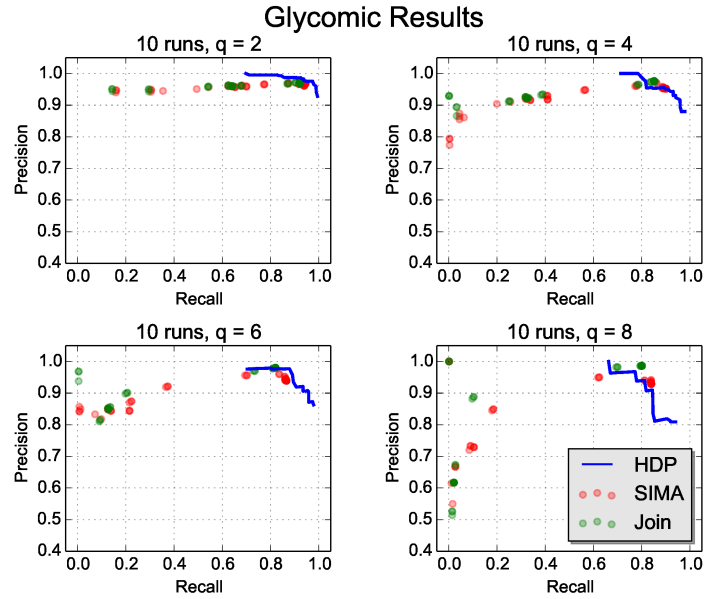 Glycomic Results
10 runs, q = 2
1.0
0.9
0.8
0.7
0.6
0.5
0.4
Precision
0.0 0.2 0.4 0.6 0.8 1.0
Recall
10 runs, q = 4
1.0
0.9
0.8
0.7
0.6
0.5
0.4
Precision
0.0 0.2 0.4 0.6 0.8 1.0
Recall
10 runs, q = 6
1.0
0.9
0.8
0.7
0.6
0.5
0.4
Precision
0.0 0.2 0.4 0.6 0.8 1.0
Recall
10 runs, q = 8
1.0
0.9
0.8
0.7
0.6
0.5
0.4
Precision
0.0 0.2 0.4 0.6 0.8 1.0
Recall
HDP
SIMA
Join